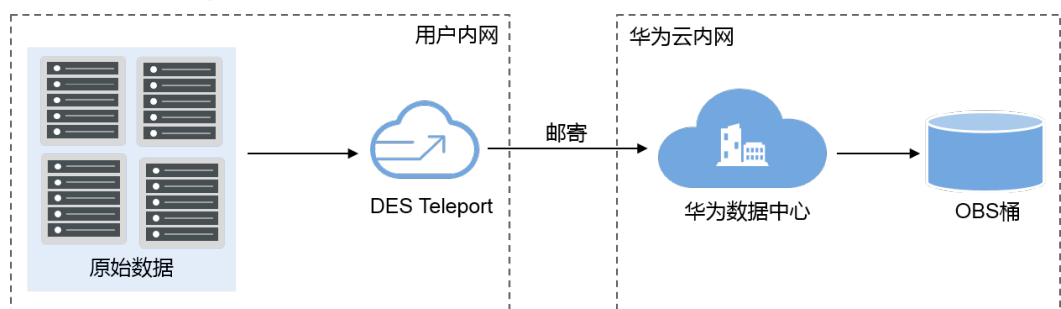 用户内网
华为云内网
邮寄
DES Teleport
华为数据中心
OBS桶
原始数据